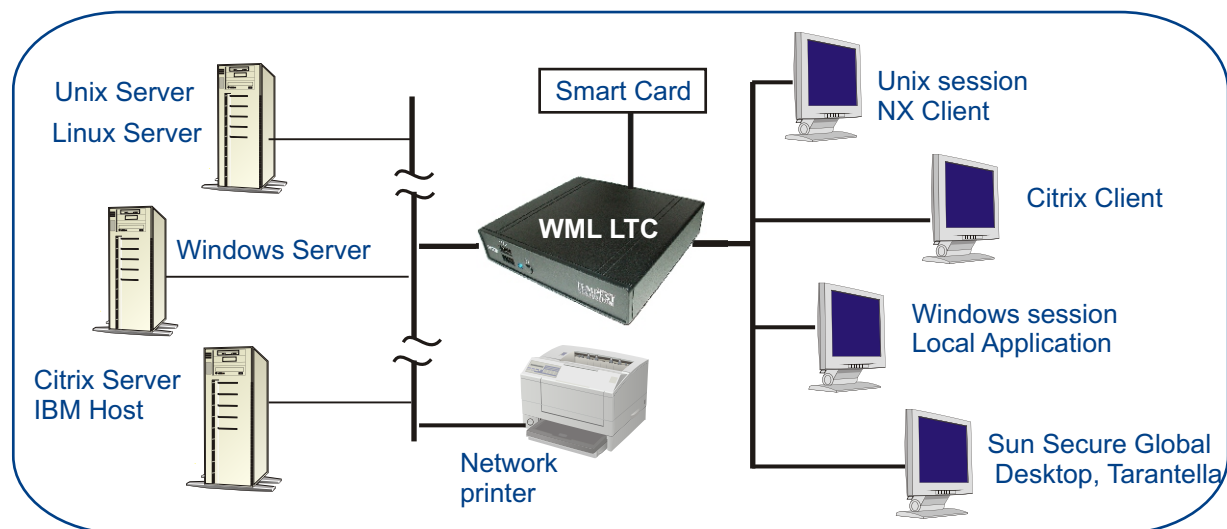 Unix Server
Linux Server
Windows Server
Citrix Server
IBM Host
Smart Card
WML LTC
TEMPEST
Network
printer
Unix session
NX Client
Citrix Client
Windows session
Local Application
Sun Secure Global
Desktop, Tarantella